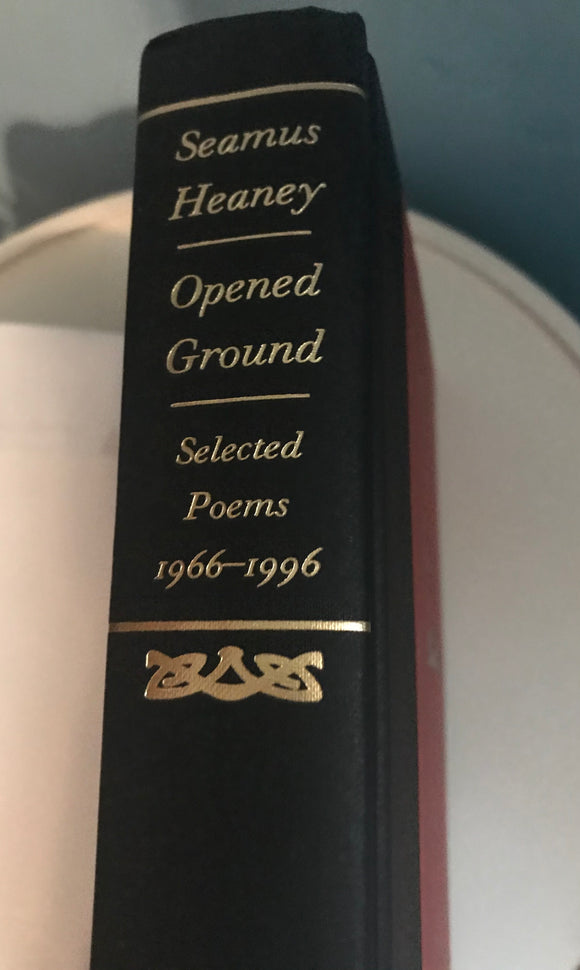 Seamus
Heaney
Opened
Ground
Selected
Poems
1966–1996